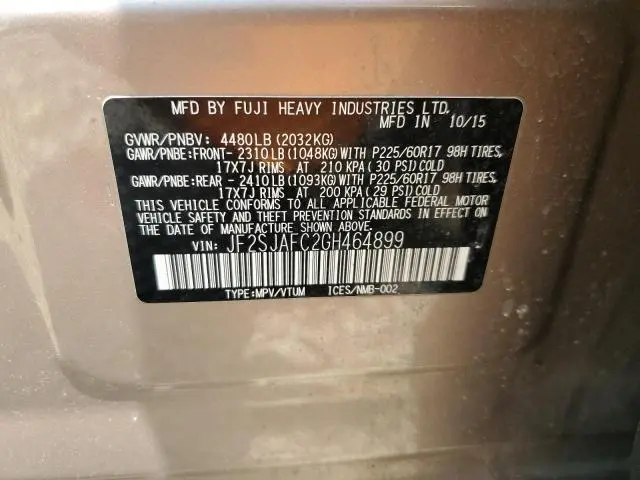 MFD BY FUJI HEAVY INDUSTRIES LTD.
MFD IN 10/15
GVWR/PNBV: 4480LB (2032KG)
GAWR/PNBE:FRONT- 2310 LB (1048KG) WITH P225/60R17 98H TIRES,
17X7J RIMS AT 210 KPA (30 PSI) COLD
GAWR/PNBE:REAR - 2410 LB (1093KG) WITH P225/60R17 98H TIRES,
17X7J RIMS AT 200 KPA (29 PSI) COLD
THIS VEHICLE CONFORMS TO ALL APPLICABLE FEDERAL MOTOR
VEHICLE SAFETY AND THEFT PREVENTION STANDARDS IN EFFECT ON
THE DATE OF MANUFACTURE SHOWN ABOVE.
VIN: JF2SJAFC2GH464899
TYPE:MPV/VTUM ICES/NMB-002